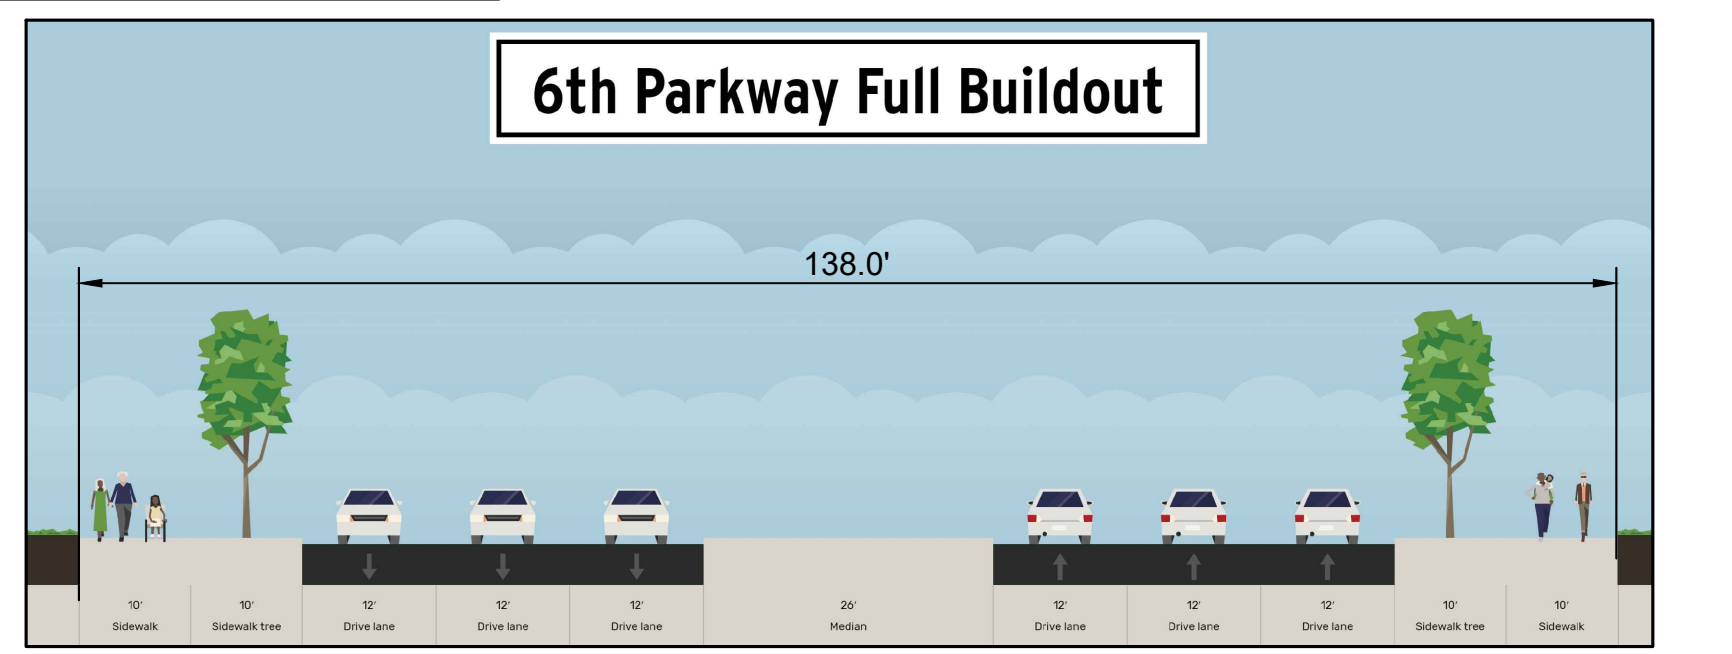 6th Parkway Full Buildout
138.0'
10' 10' 12' 12' 12' 26' 12' 12' 12' 10' 10'
Sidewalk Sidewalk tree Drive lane Drive lane Drive lane Median Drive lane Drive lane Drive lane Sidewalk tree Sidewalk